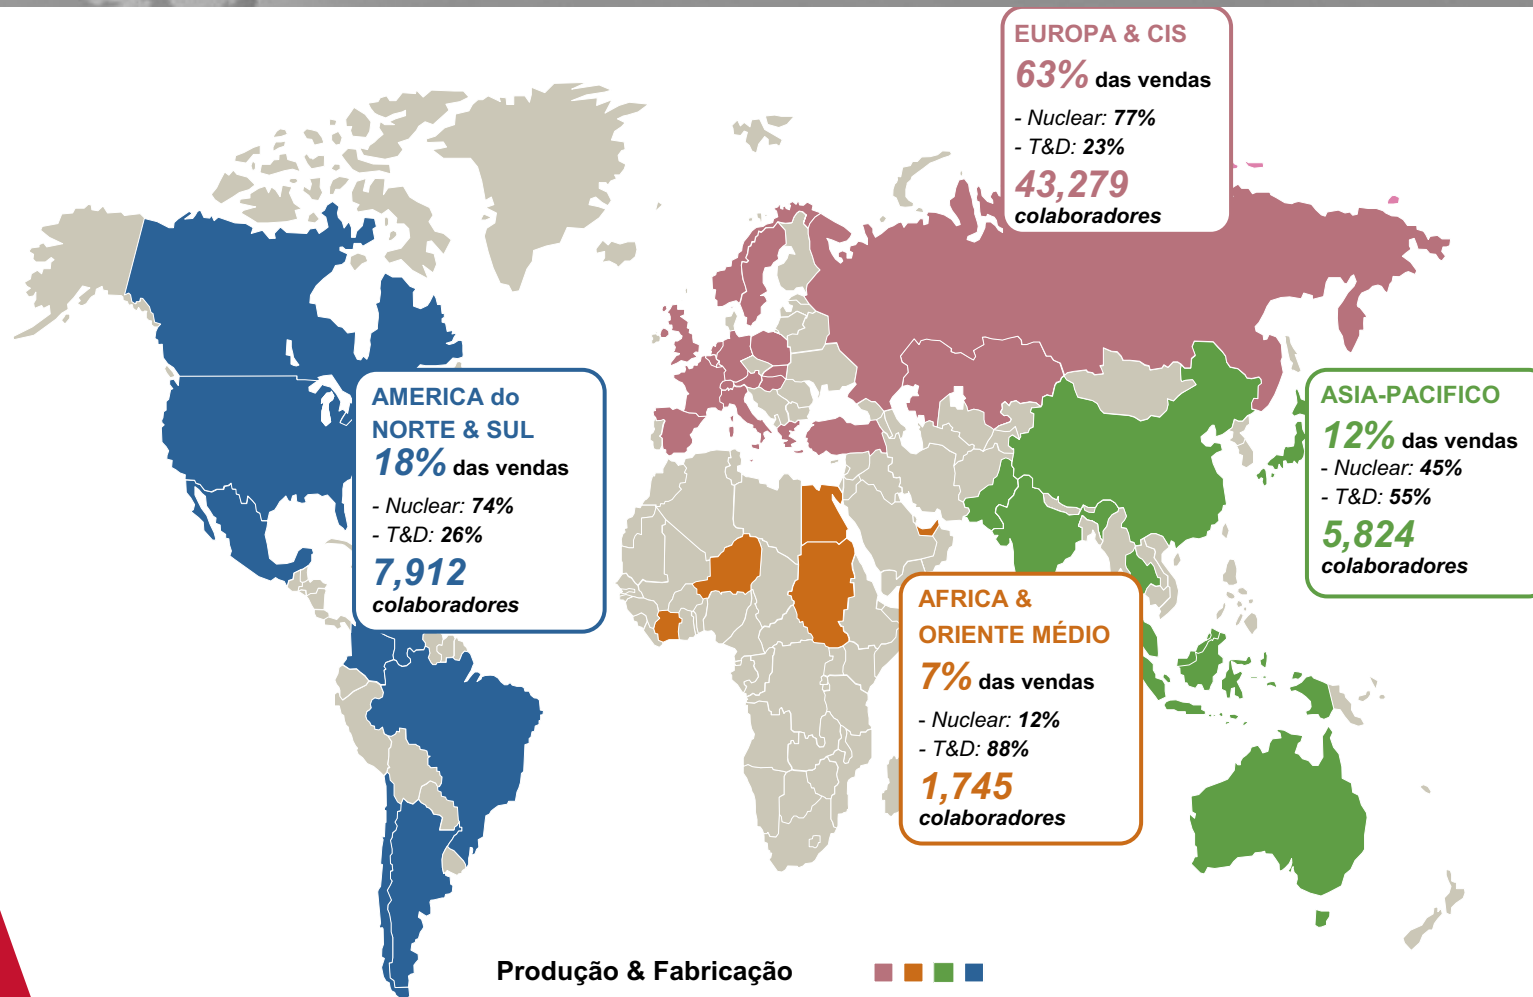 EUROPA & CIS
63% das vendas
- Nuclear: 77%
- T&D: 23%
43,279
colaboradores
AMERICA do
NORTE & SUL
18% das vendas
- Nuclear: 74%
- T&D: 26%
7,912
colaboradores
ASIA-PACIFICO
12% das vendas
- Nuclear: 45%
- T&D: 55%
5,824
colaboradores
AFRICA &
ORIENTE MÉDIO
7% das vendas
- Nuclear: 12%
- T&D: 88%
1,745
colaboradores
Produção & Fabricação